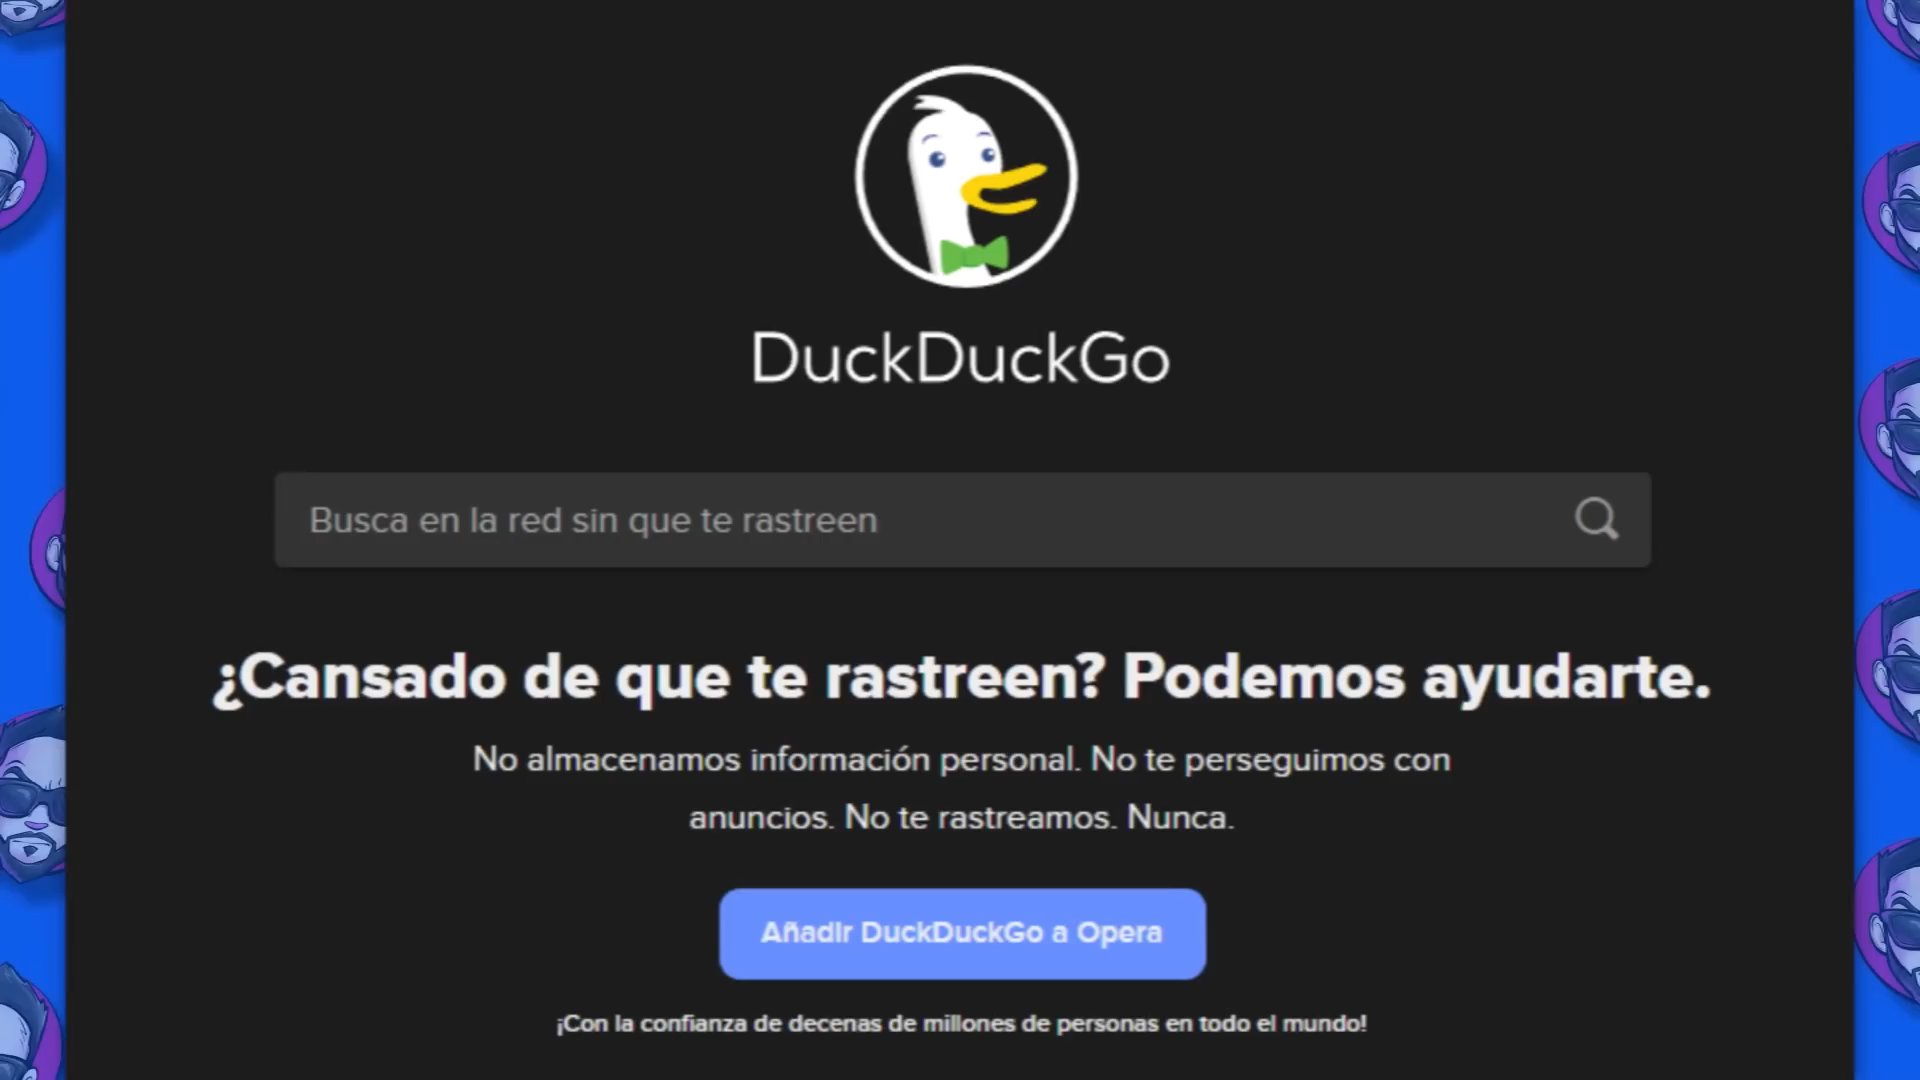 DuckDuckGo
Busca en la red sin que te rastreen
¿Cansado de que te rastreen? Podemos ayudarte.
No almacenamos información personal. No te perseguimos con
anuncios. No te rastreamos. Nunca.
Añadir DuckDuckGo a Opera
¡Con la confianza de decenas de millones de personas en todo el mundo!